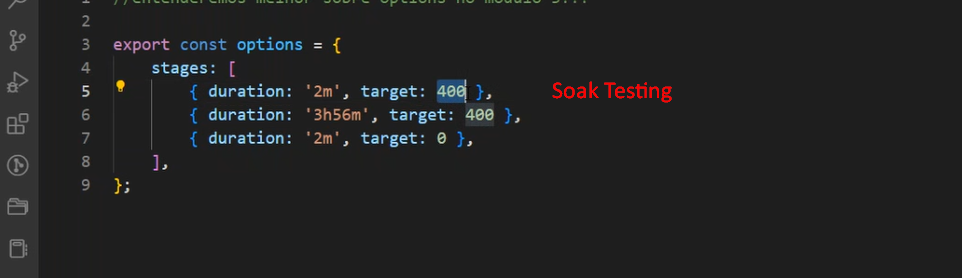 1 //Entenderemos melhor sobre options no módulo 5...
2
3 export const options = {
4 stages: [
5 { duration: '2m', target: 400 }, Soak Testing
6 { duration: '3h56m', target: 400 },
7 { duration: '2m', target: 0 },
8 ],
9 };